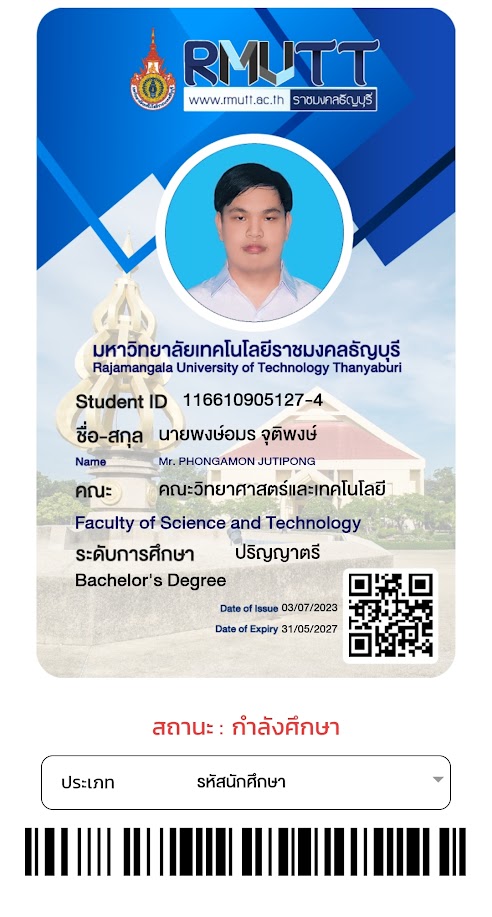 RMUTT
www.rmutt.ac.th ราชมงคลธัญบุรี
มหาวิทยาลัยเทคโนโลยีราชมงคลธัญบุรี
Rajamangala University of Technology Thanyaburi
Student ID 116610905127-4
ชื่อ-สกุล นายพงษ์อมร จุติพงษ์
Name Mr. PHONGAMON JUTIPONG
คณะ คณะวิทยาศาสตร์และเทคโนโลยี
Faculty of Science and Technology
ระดับการศึกษา ปริญญาตรี
Bachelor's Degree
Date of Issue 03/07/2023
Date of Expiry 31/05/2027
สถานะ : กำลังศึกษา
ประเภท รหัสนักศึกษา